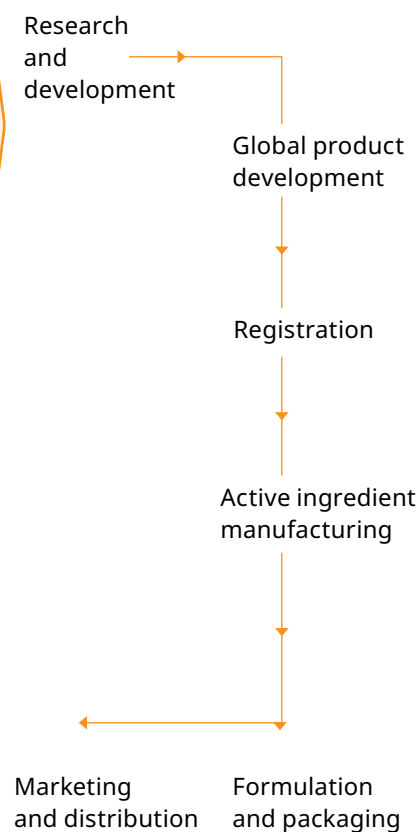 Research
and
development
Global product
development
Registration
Active ingredient
manufacturing
Marketing
and distribution
Formulation
and packaging